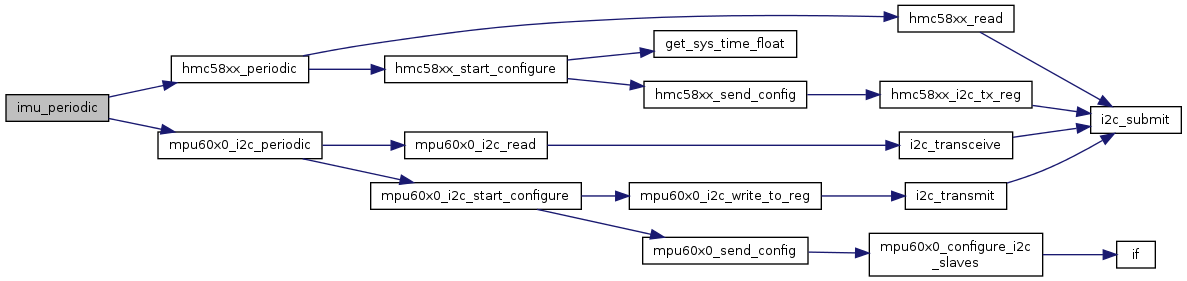 hmc58xx_read
get_sys_time_float
hmc58xx_periodic
hmc58xx_start_configure
hmc58xx_send_config
hmc58xx_i2c_tx_reg
imu_periodic
i2c_submit
mpu60x0_i2c_periodic
mpu60x0_i2c_read
i2c_transceive
mpu60x0_i2c_start_configure
mpu60x0_i2c_write_to_reg
i2c_transmit
mpu60x0_send_config
mpu60x0_configure_i2c
_slaves
if